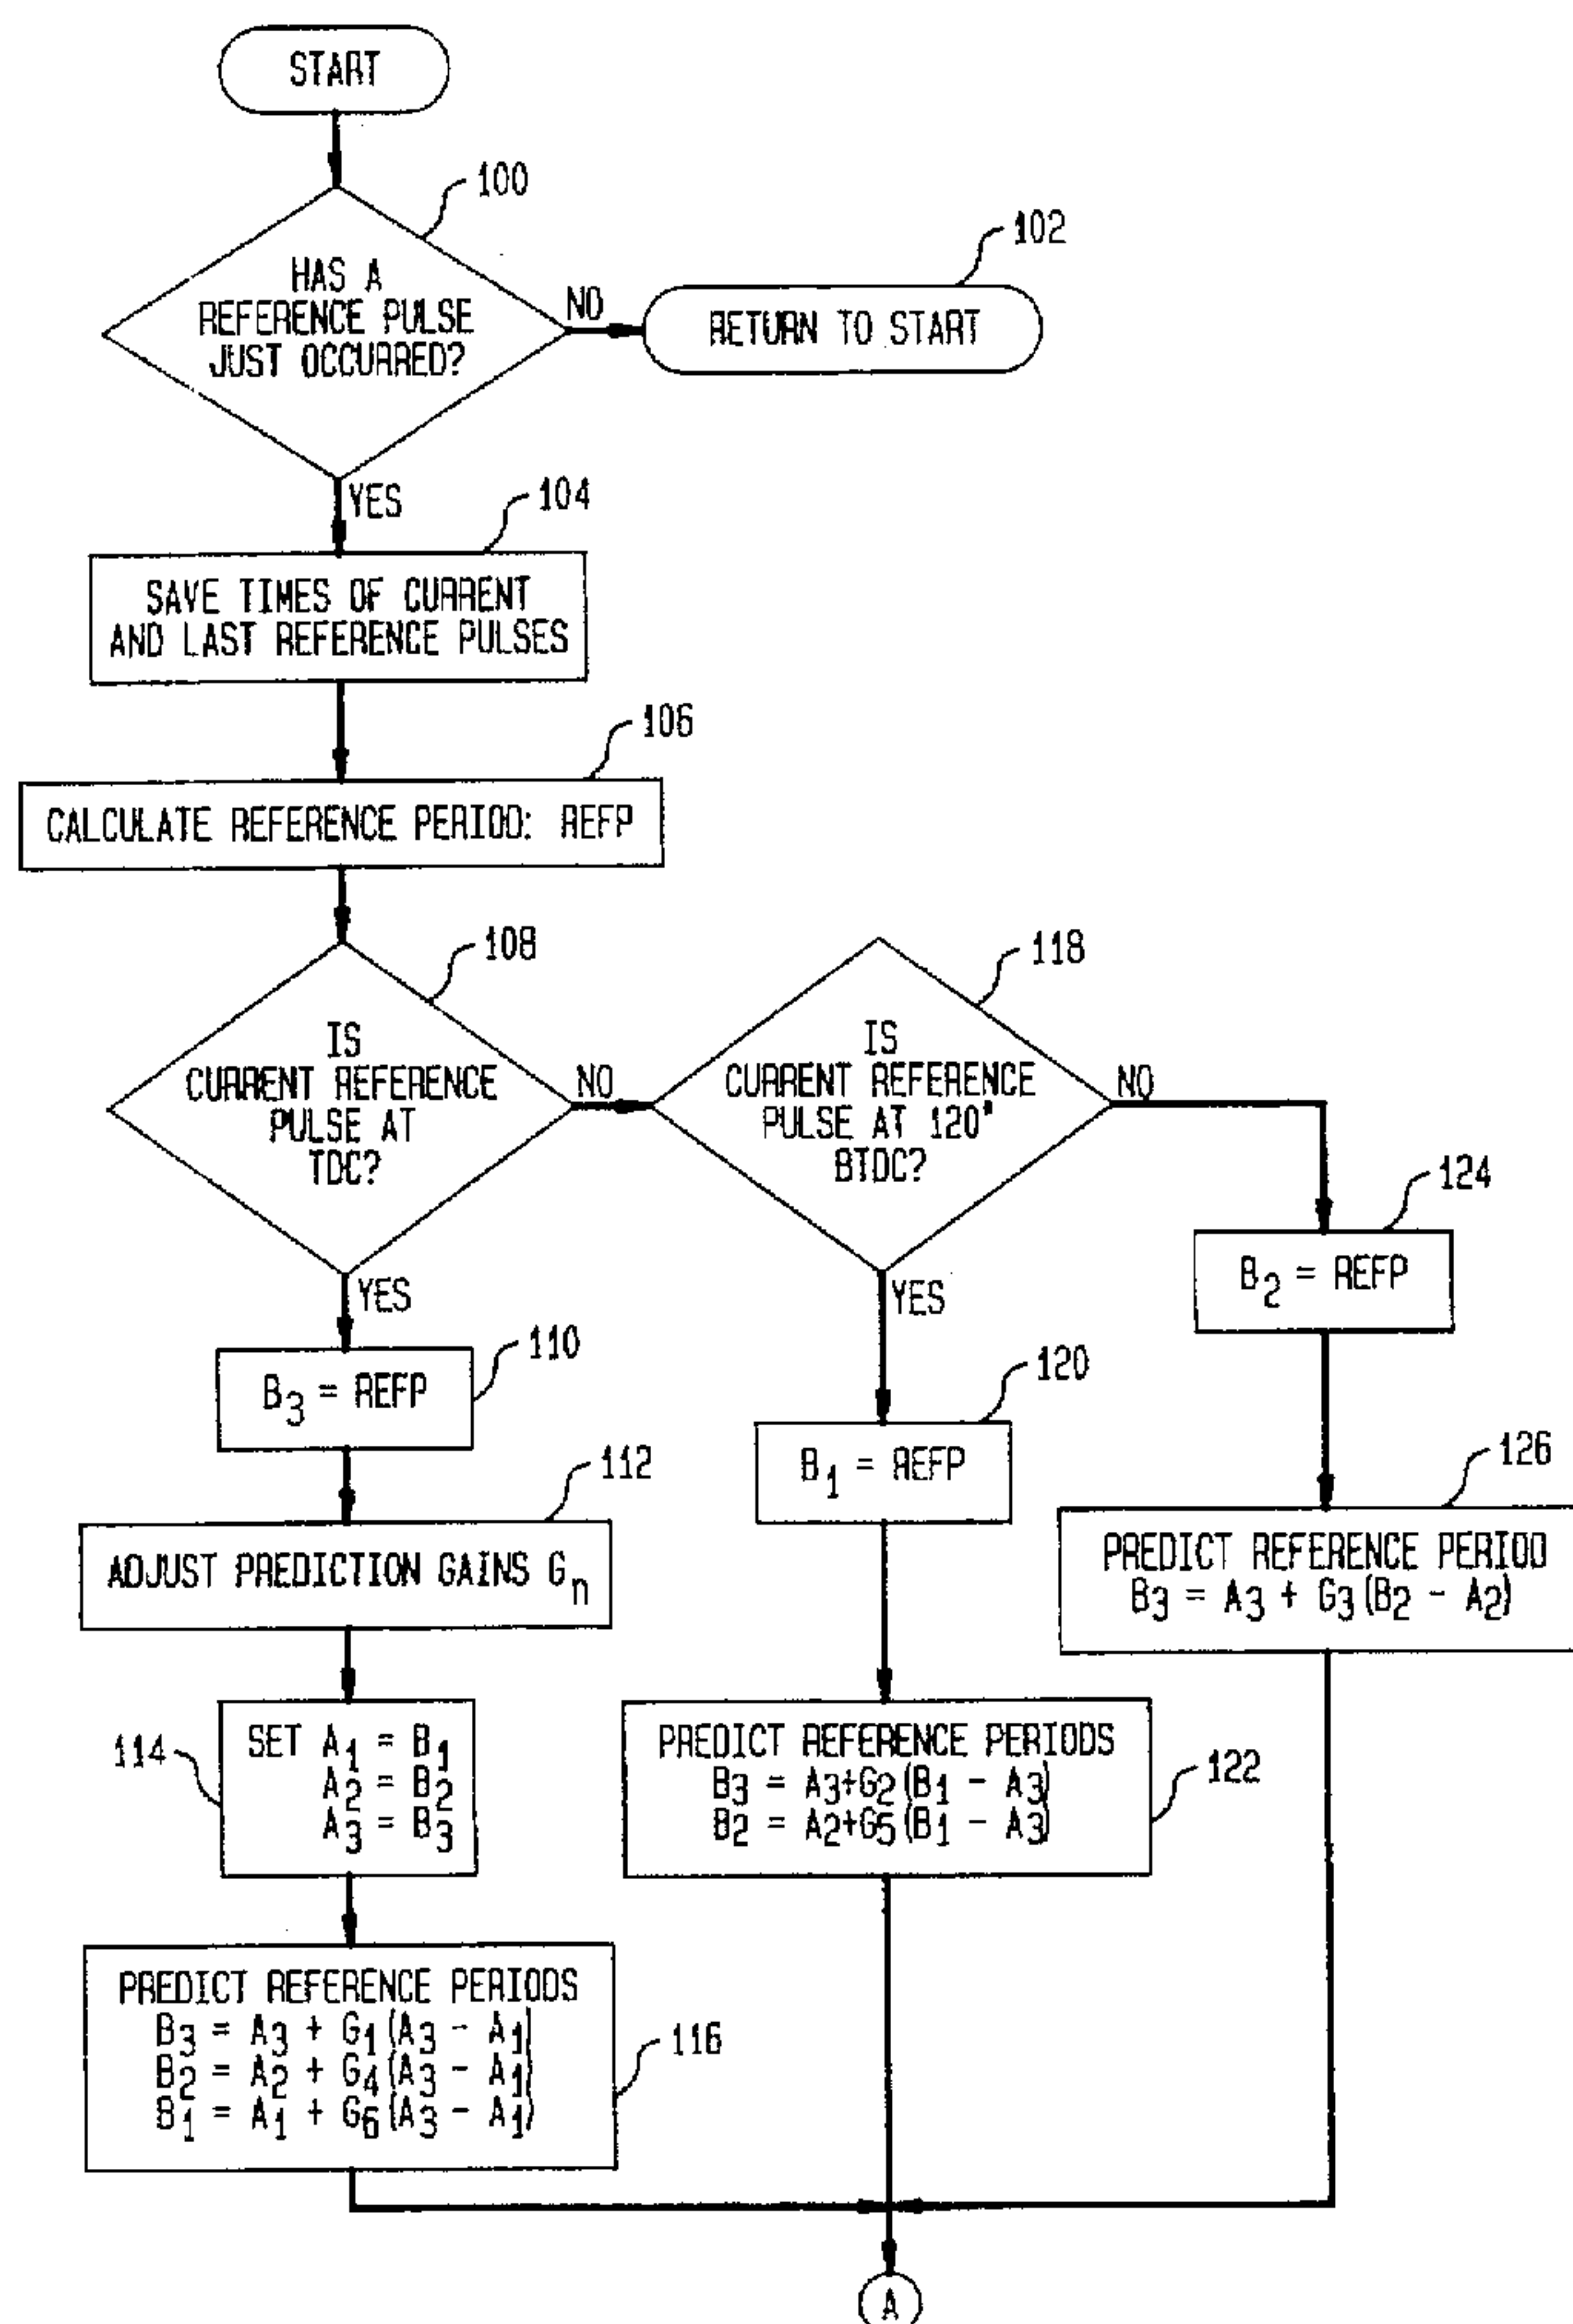 START
100
HAS A
REFERENCE PULSE
JUST OCCURRED?
NO
102
RETURN TO START
YES
104
SAVE TIMES OF CURRENT
AND LAST REFERENCE PULSES
106
CALCULATE REFERENCE PERIOD: REFP
108
IS
CURRENT REFERENCE
PULSE AT
TDC?
NO
118
IS
CURRENT REFERENCE
PULSE AT 120°
BTDC?
NO
YES
110
B3 = REFP
112
ADJUST PREDICTION GAINS Gn
114
SET A1 = B1
A2 = B2
A3 = B3
PREDICT REFERENCE PERIODS
B3 = A3 + G1(A3 - A1)
B2 = A2 + G4(A3 - A1)
B1 = A1 + G6(A3 - A1)
116
YES
120
B1 = REFP
PREDICT REFERENCE PERIODS
B3 = A3+G2(B1 - A3)
B2 = A2+G5(B1 - A3)
122
124
B2 = REFP
126
PREDICT REFERENCE PERIOD
B3 = A3 + G3(B2 - A2)
A